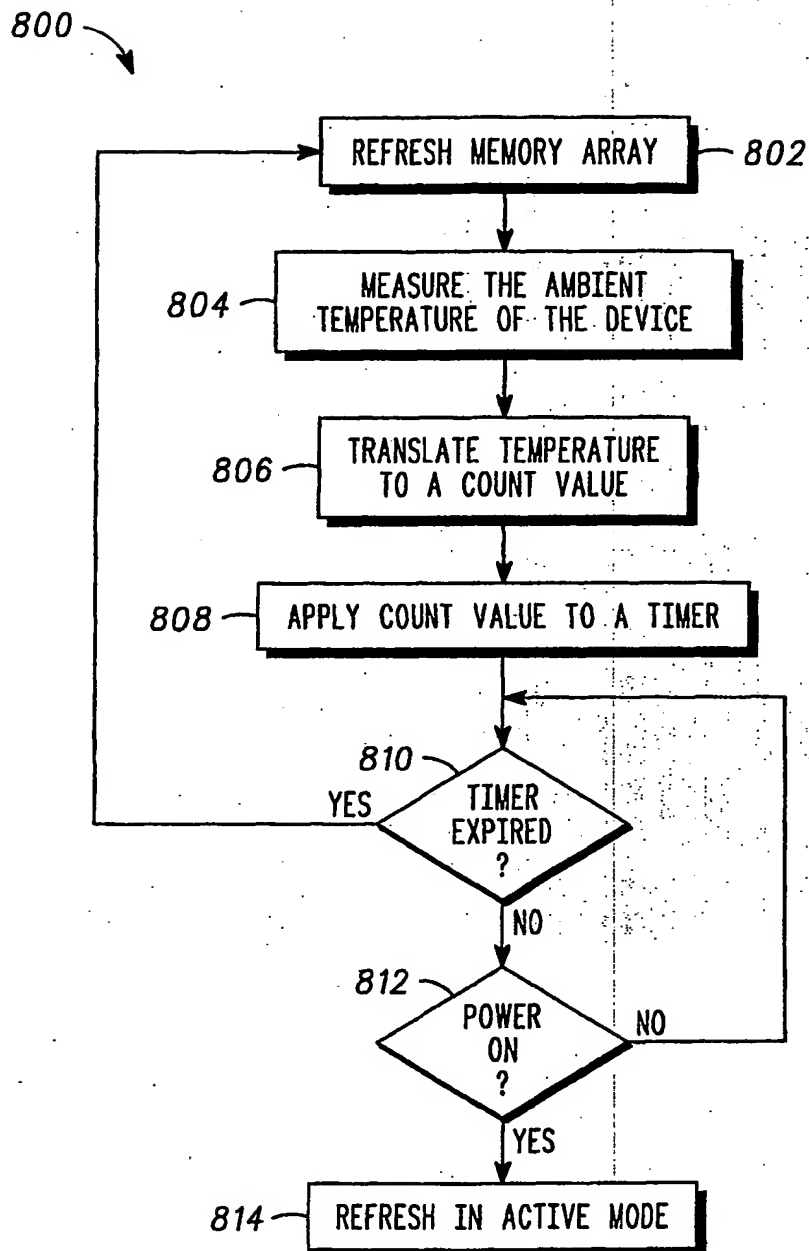 800
REFRESH MEMORY ARRAY
802
804
MEASURE THE AMBIENT
TEMPERATURE OF THE DEVICE
806
TRANSLATE TEMPERATURE
TO A COUNT VALUE
808
APPLY COUNT VALUE TO A TIMER
810
YES
TIMER
EXPIRED
?
NO
812
POWER
ON
?
NO
YES
814
REFRESH IN ACTIVE MODE